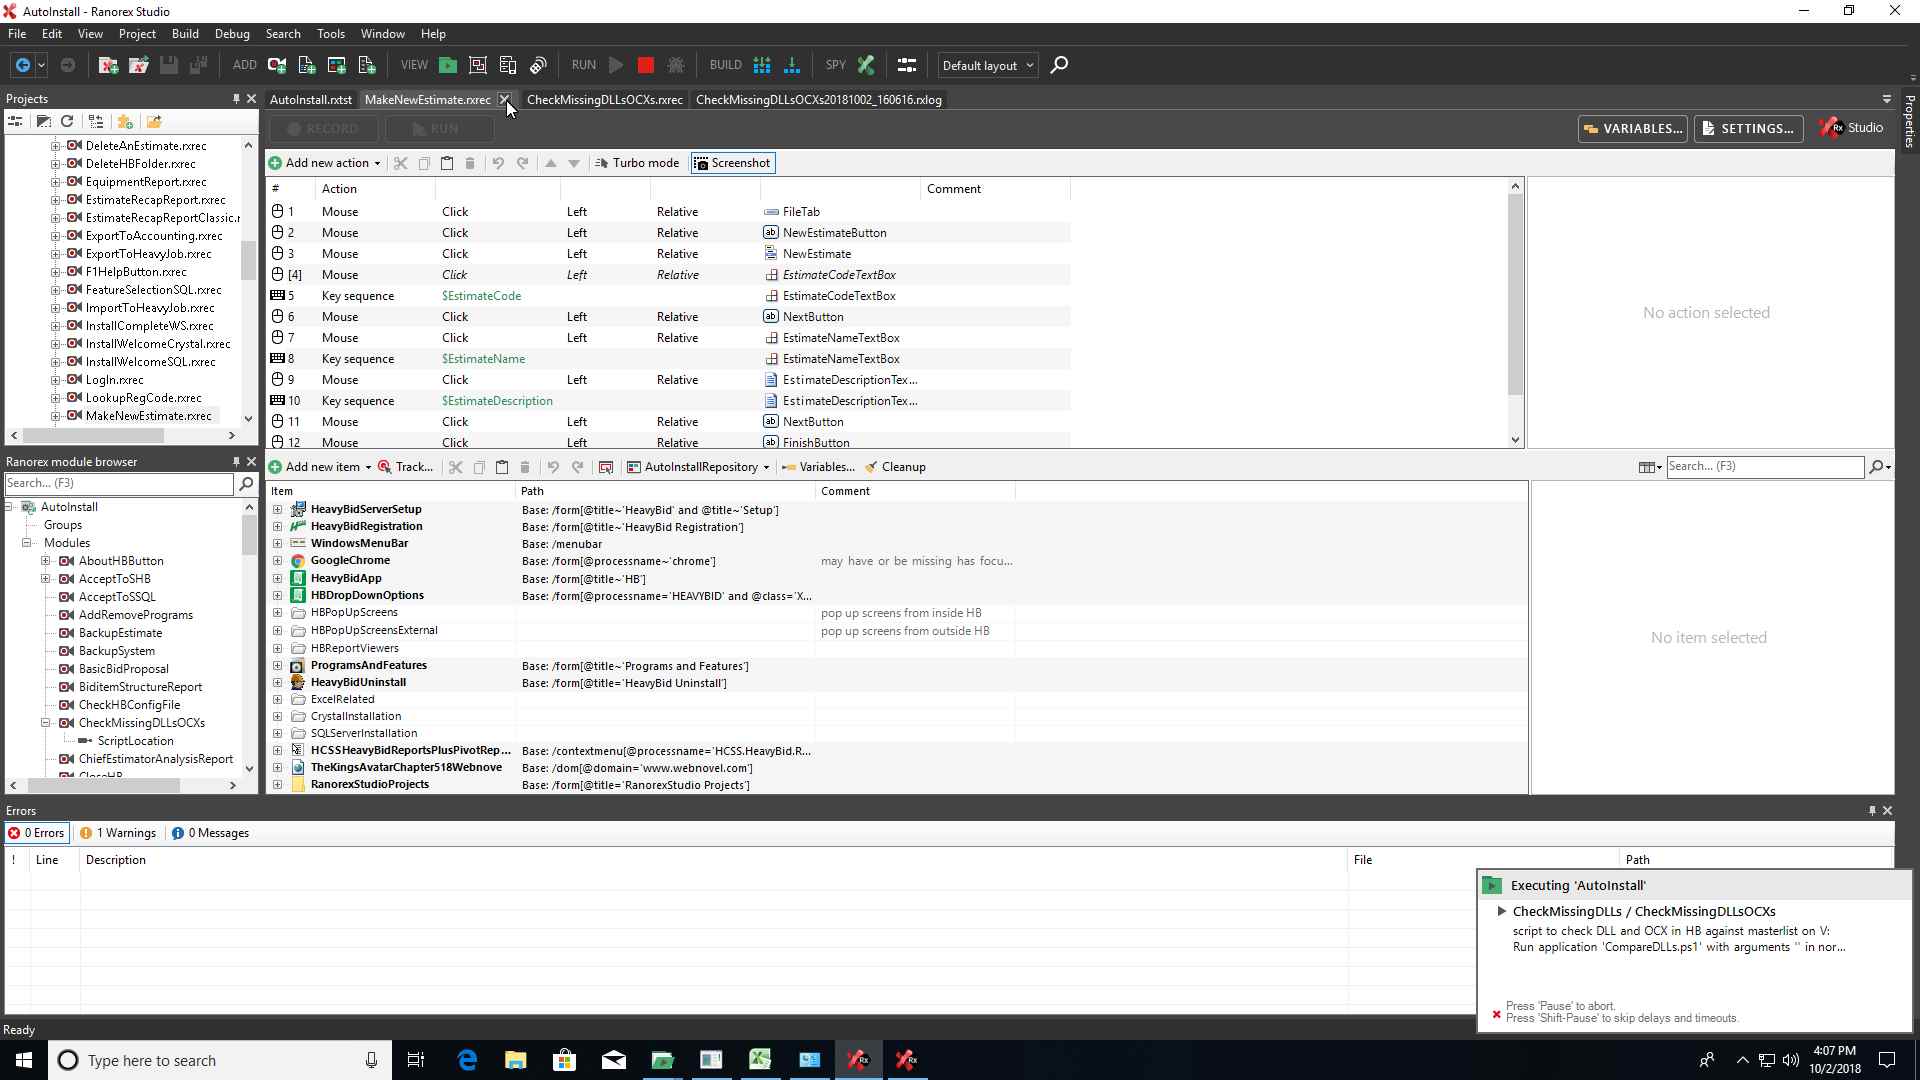 AutoInstall - Ranorex Studio
File Edit View Project Build Debug Search Tools Window Help
ADD VIEW RUN BUILD SPY Default layout
Projects
AutoInstall.rxtst MakeNewEstimate.rxrec CheckMissingDLLsOCXs.rxrec CheckMissingDLLsOCXs20181002_160616.rxlog
Properties
RECORD RUN VARIABLES... SETTINGS... Rx Studio
DeleteAnEstimate.rxrec
DeleteHBFolder.rxrec
EquipmentReport.rxrec
EstimateRecapReport.rxrec
EstimateRecapReportClassic.r
ExportToAccounting.rxrec
ExportToHeavyJob.rxrec
F1HelpButton.rxrec
FeatureSelectionSQL.rxrec
ImportToHeavyJob.rxrec
InstallCompleteWS.rxrec
InstallWelcomeCrystal.rxrec
InstallWelcomeSQL.rxrec
LogIn.rxrec
LookupRegCode.rxrec
MakeNewEstimate.rxrec
Add new action Turbo mode Screenshot
# Action Comment
1 Mouse Click Left Relative FileTab
2 Mouse Click Left Relative NewEstimateButton
3 Mouse Click Left Relative NewEstimate
[4] Mouse Click Left Relative EstimateCodeTextBox
5 Key sequence $EstimateCode EstimateCodeTextBox
6 Mouse Click Left Relative NextButton
7 Mouse Click Left Relative EstimateNameTextBox
8 Key sequence $EstimateName EstimateNameTextBox
9 Mouse Click Left Relative EstimateDescriptionTex...
10 Key sequence $EstimateDescription EstimateDescriptionTex...
11 Mouse Click Left Relative NextButton
12 Mouse Click Left Relative FinishButton
No action selected
Ranorex module browser
Search... (F3)
AutoInstall
Groups
Modules
AboutHBButton
AcceptToSHB
AcceptToSSQL
AddRemovePrograms
BackupEstimate
BackupSystem
BasicBidProposal
BiditemStructureReport
CheckHBConfigFile
CheckMissingDLLsOCXs
ScriptLocation
ChiefEstimatorAnalysisReport
CloseHB
Add new item Track... AutoInstallRepository Variables... Cleanup Search... (F3)
Item Path Comment
HeavyBidServerSetup Base: /form[@title~'HeavyBid' and @title~'Setup']
HeavyBidRegistration Base: /form[@title~'HeavyBid Registration']
WindowsMenuBar Base: /menubar
GoogleChrome Base: /form[@processname~'chrome'] may have or be missing has focu...
HeavyBidApp Base: /form[@title~'HB']
HBDropDownOptions Base: /form[@processname='HEAVYBID' and @class='X...
HBPopUpScreens pop up screens from inside HB
HBPopUpScreensExternal pop up screens from outside HB
HBReportViewers
ProgramsAndFeatures Base: /form[@title~'Programs and Features']
HeavyBidUninstall Base: /form[@title='HeavyBid Uninstall']
ExcelRelated
CrystalInstallation
SQLServerInstallation
HCSSHeavyBidReportsPlusPivotRep... Base: /contextmenu[@processname='HCSS.HeavyBid.R...
TheKingsAvatarChapter518Webnove Base: /dom[@domain='www.webnovel.com']
RanorexStudioProjects Base: /form[@title='RanorexStudio Projects']
No item selected
Errors
0 Errors 1 Warnings 0 Messages
! Line Description File Path
Executing 'AutoInstall'
CheckMissingDLLs / CheckMissingDLLsOCXs
script to check DLL and OCX in HB against masterlist on V:
Run application 'CompareDLLs.ps1' with arguments '' in nor...
Press 'Pause' to abort.
Press 'Shift-Pause' to skip delays and timeouts.
Ready
Type here to search
4:07 PM
10/2/2018